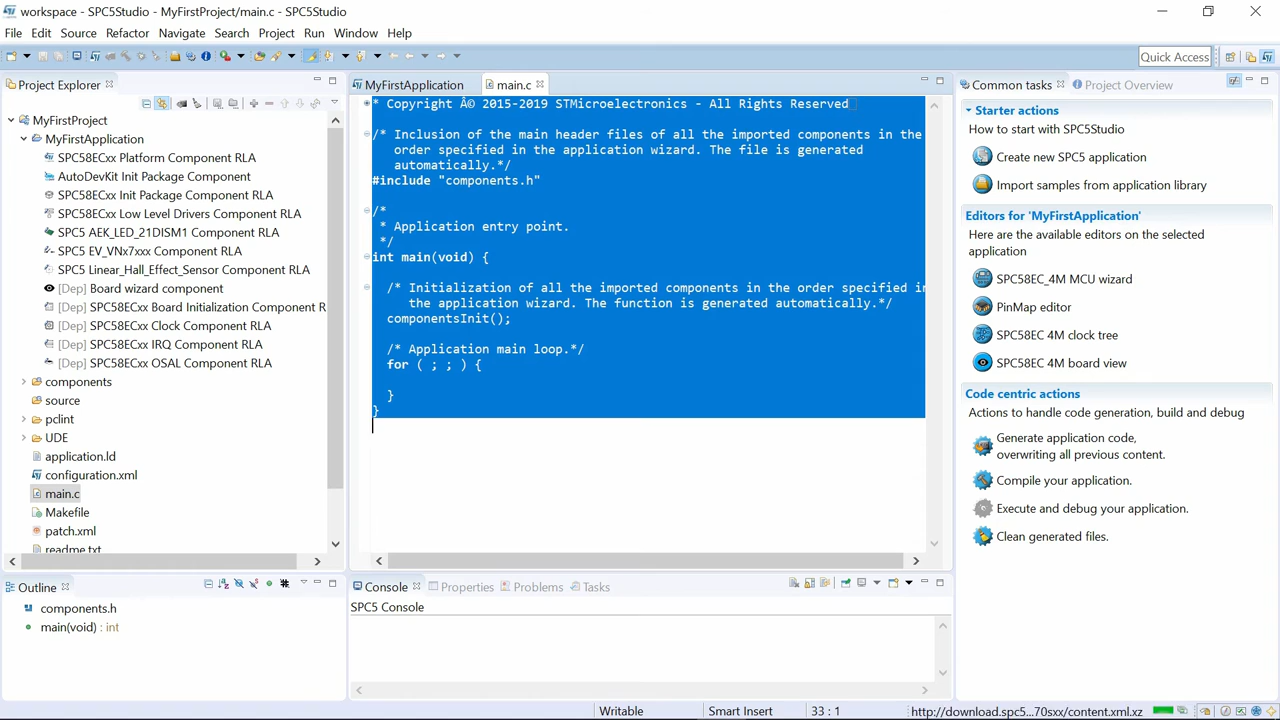 workspace - SPC5Studio - MyFirstProject/main.c - SPC5Studio
File Edit Source Refactor Navigate Search Project Run Window Help
Quick Access
Project Explorer
MyFirstProject
MyFirstApplication
SPC58ECxx Platform Component RLA
AutoDevKit Init Package Component
SPC58ECxx Init Package Component RLA
SPC58ECxx Low Level Drivers Component RLA
SPC5 AEK_LED_21DISM1 Component RLA
SPC5 EV_VNx7xxx Component RLA
SPC5 Linear_Hall_Effect_Sensor Component RLA
[Dep] Board wizard component
[Dep] SPC58ECxx Board Initialization Component R
[Dep] SPC58ECxx Clock Component RLA
[Dep] SPC58ECxx IRQ Component RLA
[Dep] SPC58ECxx OSAL Component RLA
components
source
pclint
UDE
application.ld
configuration.xml
main.c
Makefile
patch.xml
readme.txt
Outline
components.h
main(void) : int
MyFirstApplication main.c
* Copyright Â© 2015-2019 STMicroelectronics - All Rights Reserved
/* Inclusion of the main header files of all the imported components in the
order specified in the application wizard. The file is generated
automatically.*/
#include "components.h"
/*
* Application entry point.
*/
int main(void) {
/* Initialization of all the imported components in the order specified in
the application wizard. The function is generated automatically.*/
componentsInit();
/* Application main loop.*/
for ( ; ; ) {
}
}
Console Properties Problems Tasks
SPC5 Console
Common tasks Project Overview
Starter actions
How to start with SPC5Studio
Create new SPC5 application
Import samples from application library
Editors for 'MyFirstApplication'
Here are the available editors on the selected
application
SPC58EC_4M MCU wizard
PinMap editor
SPC58EC 4M clock tree
SPC58EC 4M board view
Code centric actions
Actions to handle code generation, build and debug
Generate application code,
overwriting all previous content.
Compile your application.
Execute and debug your application.
Clean generated files.
Writable Smart Insert 33 : 1 http://download.spc5...70sxx/content.xml.xz